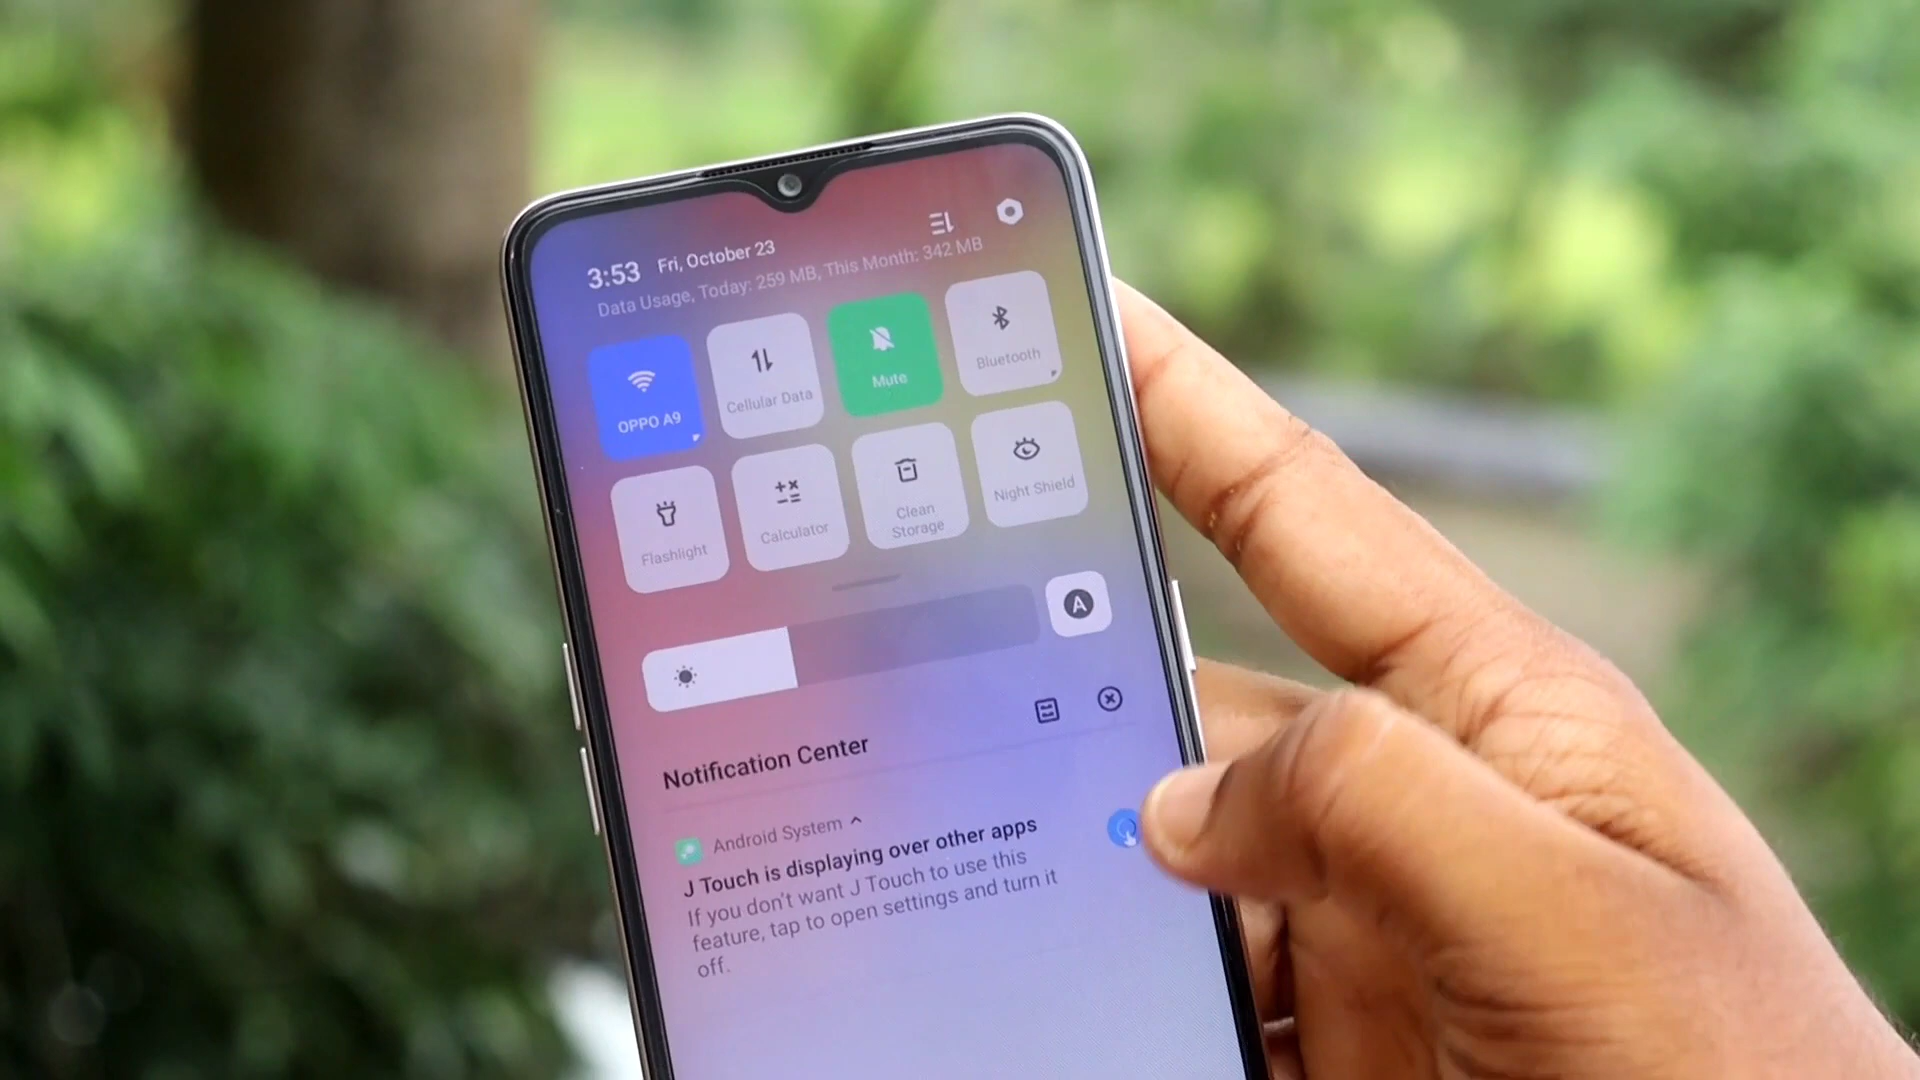 3:53 Fri, October 23
Data Usage, Today: 259 MB, This Month: 342 MB
OPPO A9
Cellular Data
Mute
Bluetooth
Flashlight
Calculator
Clean
Storage
Night Shield
A
Notification Center
Android System
J Touch is displaying over other apps
If you don't want J Touch to use this
feature, tap to open settings and turn it
off.